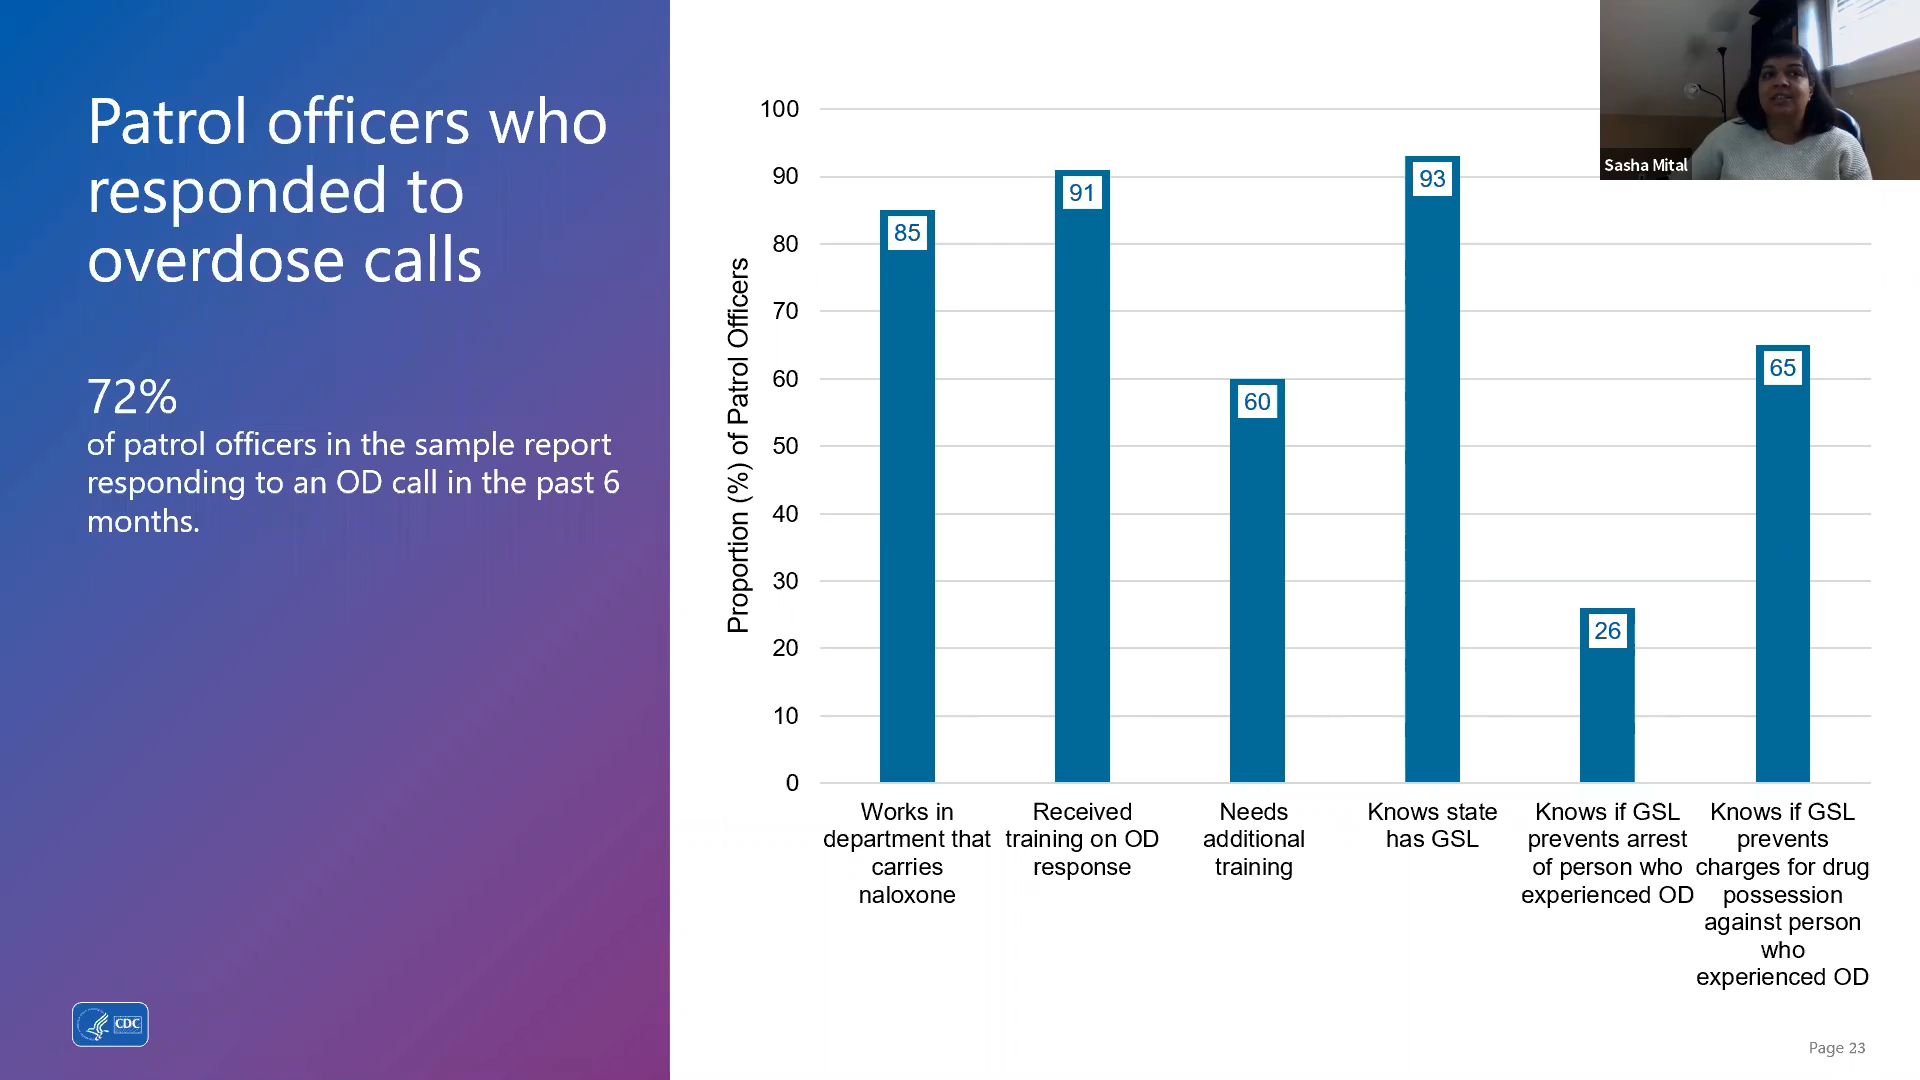 Patrol officers who
responded to
overdose calls
72%
of patrol officers in the sample report
responding to an OD call in the past 6
months.
CDC
Proportion (%) of Patrol Officers
100
90
80
70
60
50
40
30
20
10
0
85
91
60
93
26
65
Works in
department that
carries
naloxone
Received
training on OD
response
Needs
additional
training
Knows state
has GSL
Knows if GSL
prevents arrest
of person who
experienced OD
Knows if GSL
prevents
charges for drug
possession
against person
who
experienced OD
Sasha Mital
Page 23